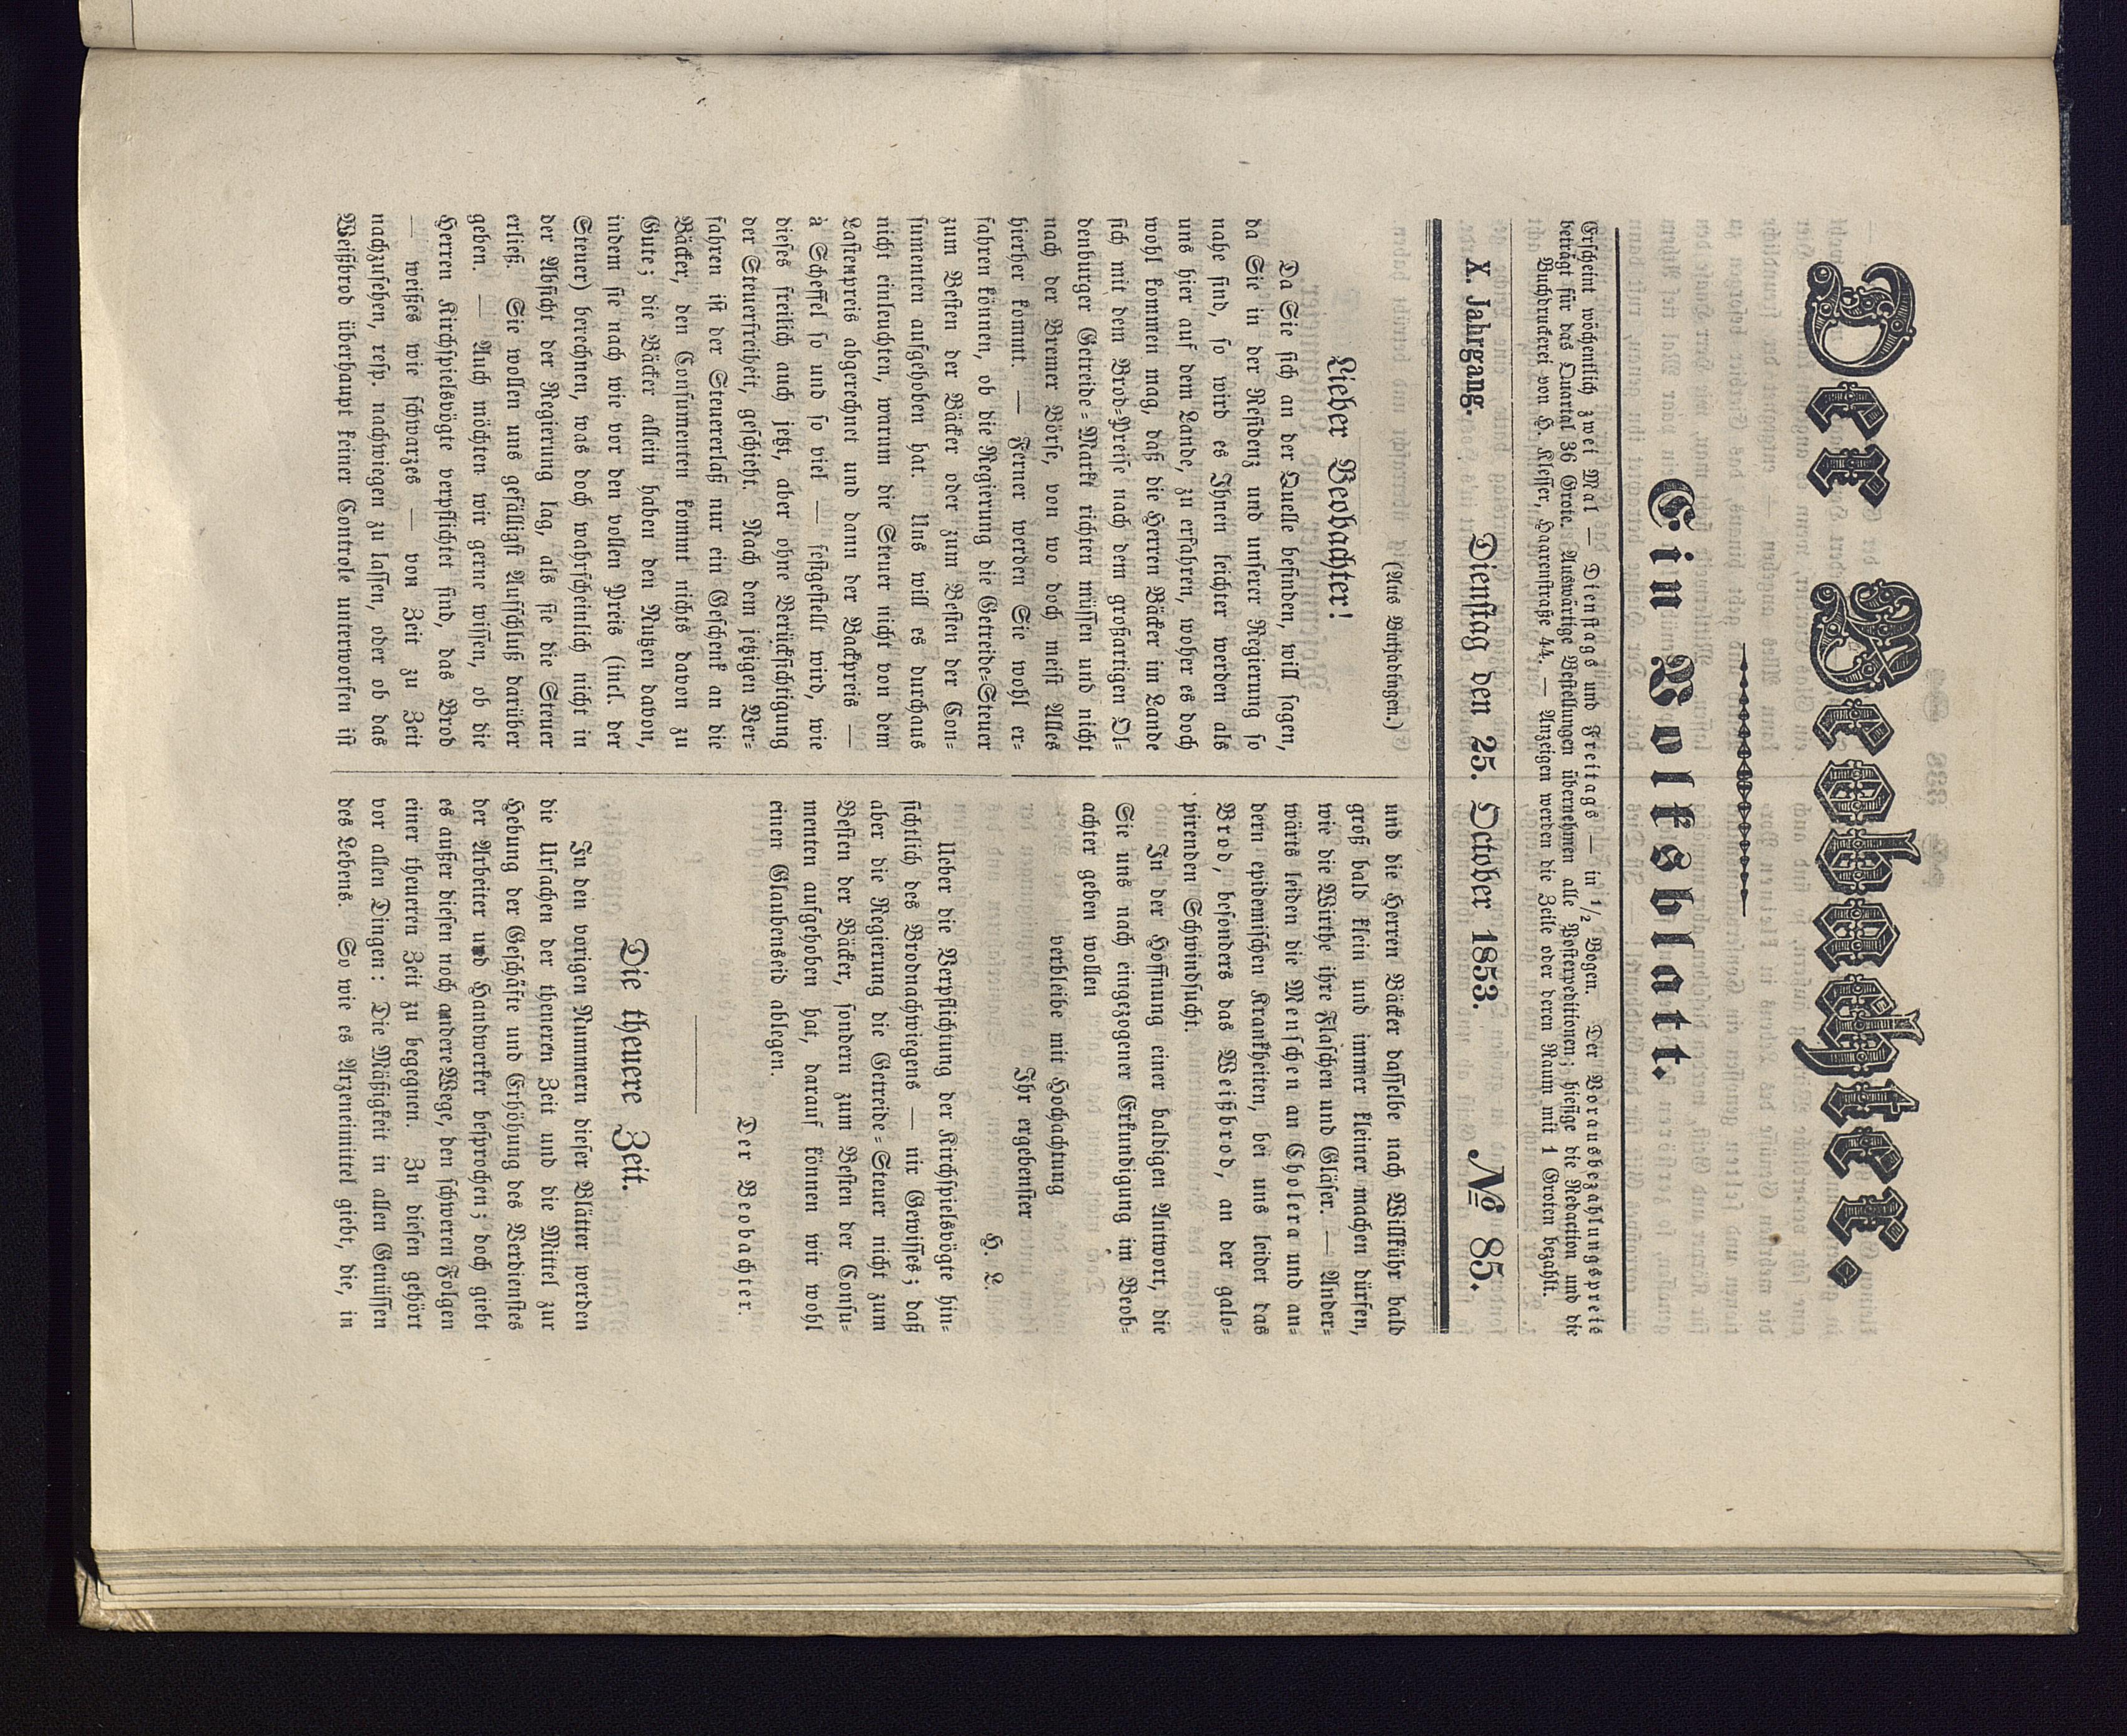 Der Beobachter.
Ein Volksblatt.
Erscheint wöchentlich zwei Mal — Dienstags und Freitags — in ½ Bogen. Der Vorausbezahlungspreis
beträgt für das Quartal 36 Grote. Auswärtige Bestellungen übernehmen alle Postexpeditionen; hiesige die Redaction und die
Buchdruckerei von H. Klesser, Haarenstraße 44. — Anzeigen werden die Zeile oder deren Raum mit 1 Groten bezahlt.
X. Jahrgang. Dienstag den 25. October 1853. № 85.
(Aus Butjadingen.)
Lieber Beobachter!
Da Sie sich an der Quelle befinden, will sagen,
da Sie in der Residenz und unserer Regierung so
nahe sind, so wird es Ihnen leichter werden als
uns hier auf dem Lande, zu erfahren, woher es doch
wohl kommen mag, daß die Herren Bäcker im Lande
sich mit dem Brod-Preise nach dem großartigen Ol-
denburger Getreide-Markt richten müssen und nicht
nach der Bremer Börse, von wo doch meist Alles
hierher kommt. — Ferner werden Sie wohl er-
fahren können, ob die Regierung die Getreide-Steuer
zum Besten der Bäcker oder zum Besten der Con-
sumenten aufgehoben hat. Uns will es durchaus
nicht einleuchten, warum die Steuer nicht von dem
Lastenpreis abgerechnet und dann der Backpreis —
à Scheffel so und so viel — festgestellt wird, wie
dieses freilich auch jetzt, aber ohne Berücksichtigung
der Steuerfreiheit, geschieht. Nach dem jetzigen Ver-
fahren ist der Steuererlaß nur ein Geschenk an die
Bäcker, den Consumenten kommt nichts davon zu
Gute; die Bäcker allein haben den Nutzen davon,
indem sie nach wie vor den vollen Preis (incl. der
Steuer) berechnen, was doch wahrscheinlich nicht in
der Absicht der Regierung lag, als sie die Steuer
erließ. Sie wollen uns gefälligst Aufschluß darüber
geben. — Auch möchten wir gerne wissen, ob die
Herren Kirchspielsvögte verpflichtet sind, das Brod
— weißes wie schwarzes — von Zeit zu Zeit
nachzusehen, resp. nachwiegen zu lassen, oder ob das
Weißbrod überhaupt keiner Controle unterworfen ist
und die Herren Bäcker dasselbe nach Willkühr bald
groß bald klein und immer kleiner machen dürfen,
wie die Wirthe ihre Flaschen und Gläser. — Ander-
wärts leiden die Menschen an Cholera und an-
dern epidemischen Krankheiten, bei uns leidet das
Brod, besonders das Weißbrod, an der galo-
pirenden Schwindsucht.
In der Hoffnung einer baldigen Antwort, die
Sie uns nach eingezogener Erkundigung im Beob-
achter geben wollen
verbleibe mit Hochachtung
Ihr ergebenster
H. L.
Ueber die Verpflichtung der Kirchspielsvögte hin-
sichtlich des Brodnachwiegens — nir Gewisses; daß
aber die Regierung die Getreide-Steuer nicht zum
Besten der Bäcker, sondern zum Besten der Consu-
menten aufgehoben hat, darauf können wir wohl
einen Glaubenseid ablegen.
Der Beobachter.
Die theuere Zeit.
In den vorigen Nummern dieser Blätter werden
die Ursachen der theneren Zeit und die Mittel zur
Hebung der Geschäfte und Erhöhung des Verdienstes
der Arbeiter und Handwerker besprochen; doch giebt
es außer diesen noch andere Wege, den schweren Folgen
einer theueren Zeit zu begegnen. Zu diesen gehört
vor allen Dingen: Die Mäßigkeit in allen Genüssen
des Lebens. So wie es Arzeneimittel giebt, die, in